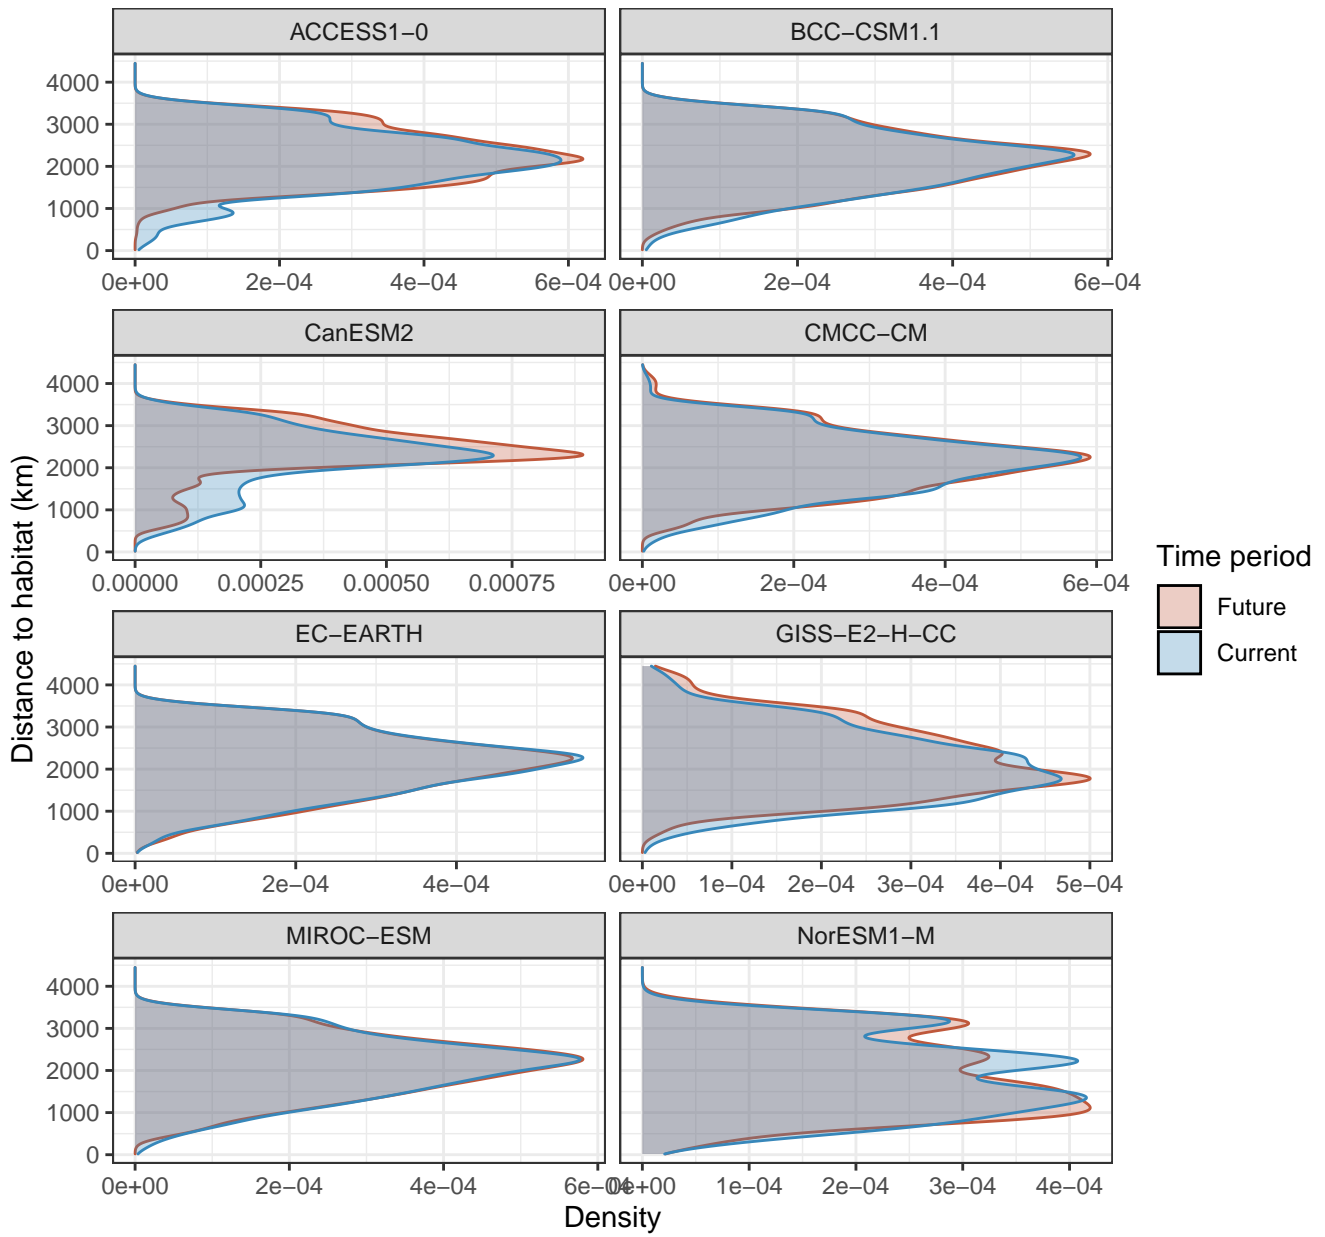 ACCESS1−0 BCC−CSM1.1
4000
3000
2000
1000
0
0e+00 2e−04 4e−04 6e−04 0e+00 2e−04 4e−04 6e−04
CanESM2 CMCC−CM
4000
3000
2000
1000
0
0.00000 0.00025 0.00050 0.00075 0e+00 2e−04 4e−04 6e−04
EC−EARTH GISS−E2−H−CC
4000
3000
2000
1000
0
0e+00 2e−04 4e−04 0e+00 1e−04 2e−04 3e−04 4e−04 5e−04
MIROC−ESM NorESM1−M
4000
3000
2000
1000
0
0e+00 2e−04 4e−04 6e−04 0e+00 1e−04 2e−04 3e−04 4e−04
Density
Distance to habitat (km)
Time period
Future
Current